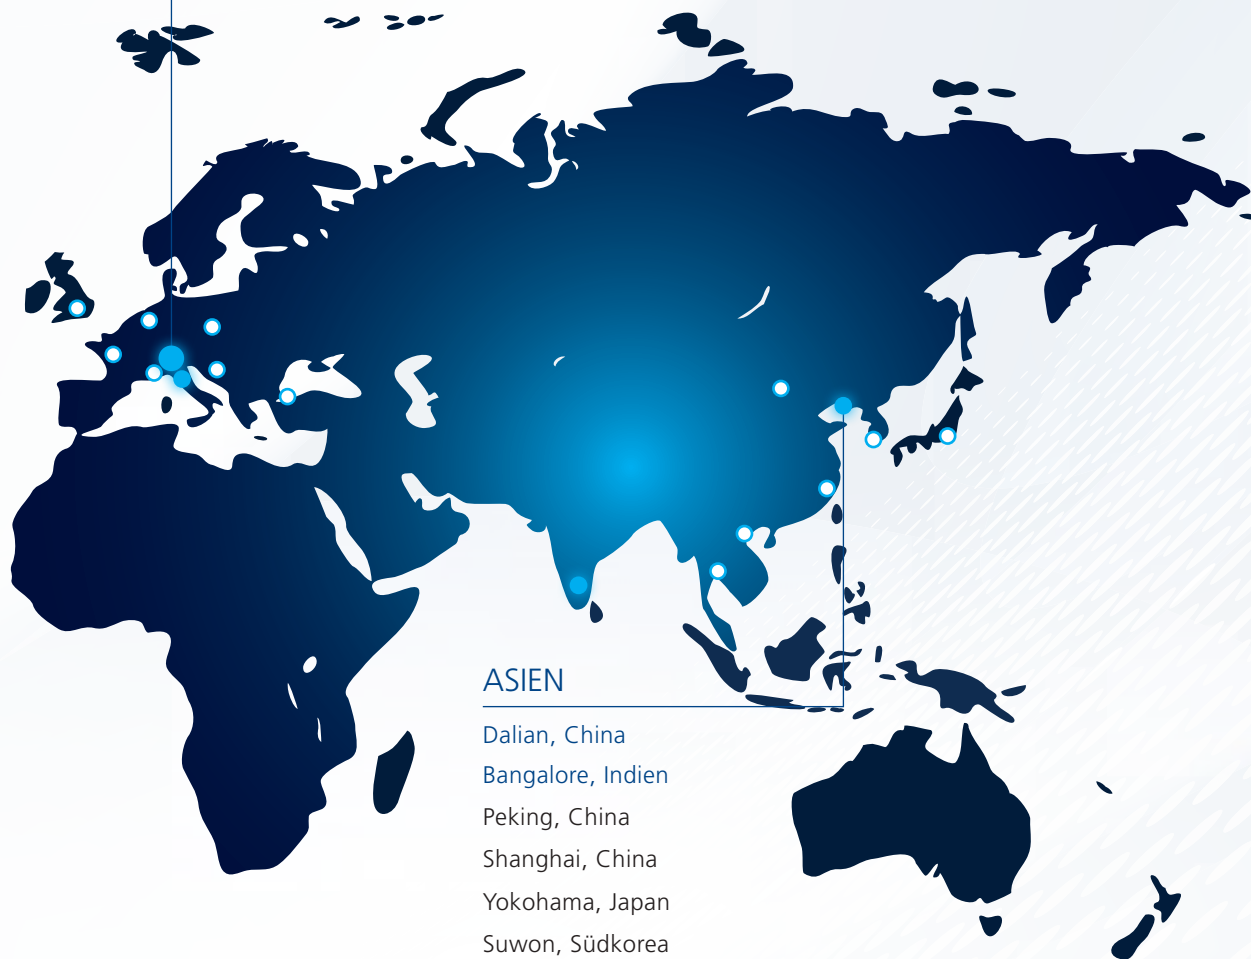 ASIEN
Dalian, China
Bangalore, Indien
Peking, China
Shanghai, China
Yokohama, Japan
Suwon, Südkorea